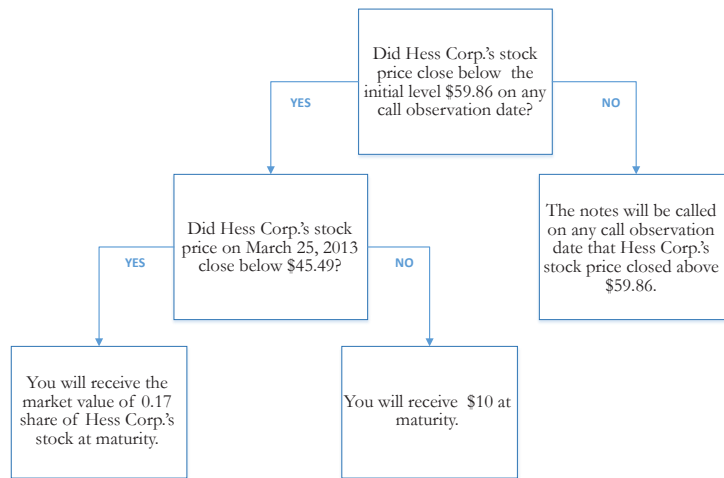 Did Hess Corp.'s stock
price close below the
initial level $59.86 on any
call observation date?
YES
NO
Did Hess Corp.'s stock
price on March 25, 2013
close below $45.49?
The notes will be called
on any call observation
date that Hess Corp.'s
stock price closed above
$59.86.
YES
NO
You will receive the
market value of 0.17
share of Hess Corp.'s
stock at maturity.
You will receive $10 at
maturity.